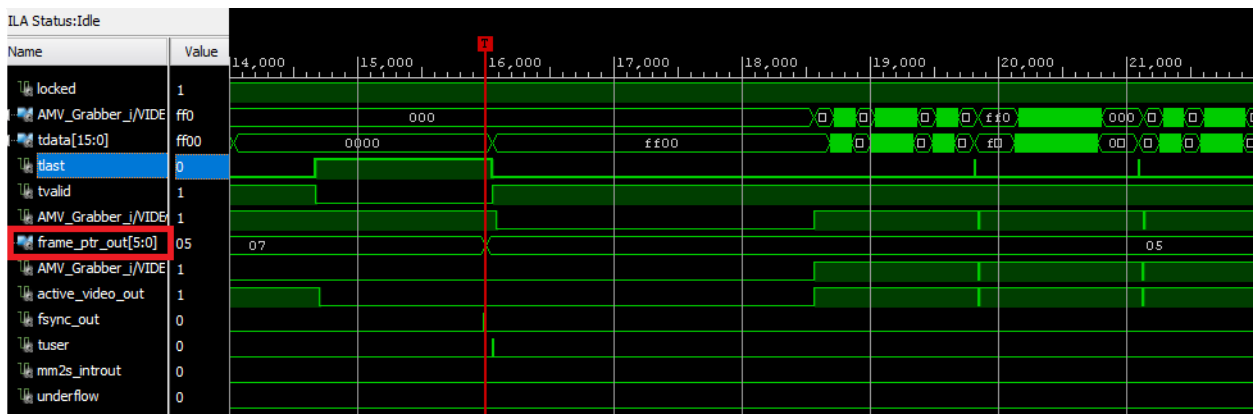 ILA Status:Idle
Name Value
T
14,000 15,000 16,000 17,000 18,000 19,000 20,000 21,000
locked 1
AMV_Grabber_i/VIDE ff0 000 ff0 000
tdata[15:0] ff00 0000 ff00
tlast 0
tvalid 1
AMV_Grabber_i/VIDE 1
frame_ptr_out[5:0] 05 07 05
AMV_Grabber_i/VIDE 1
active_video_out 1
fsync_out 0
tuser 0
mm2s_introut 0
underflow 0